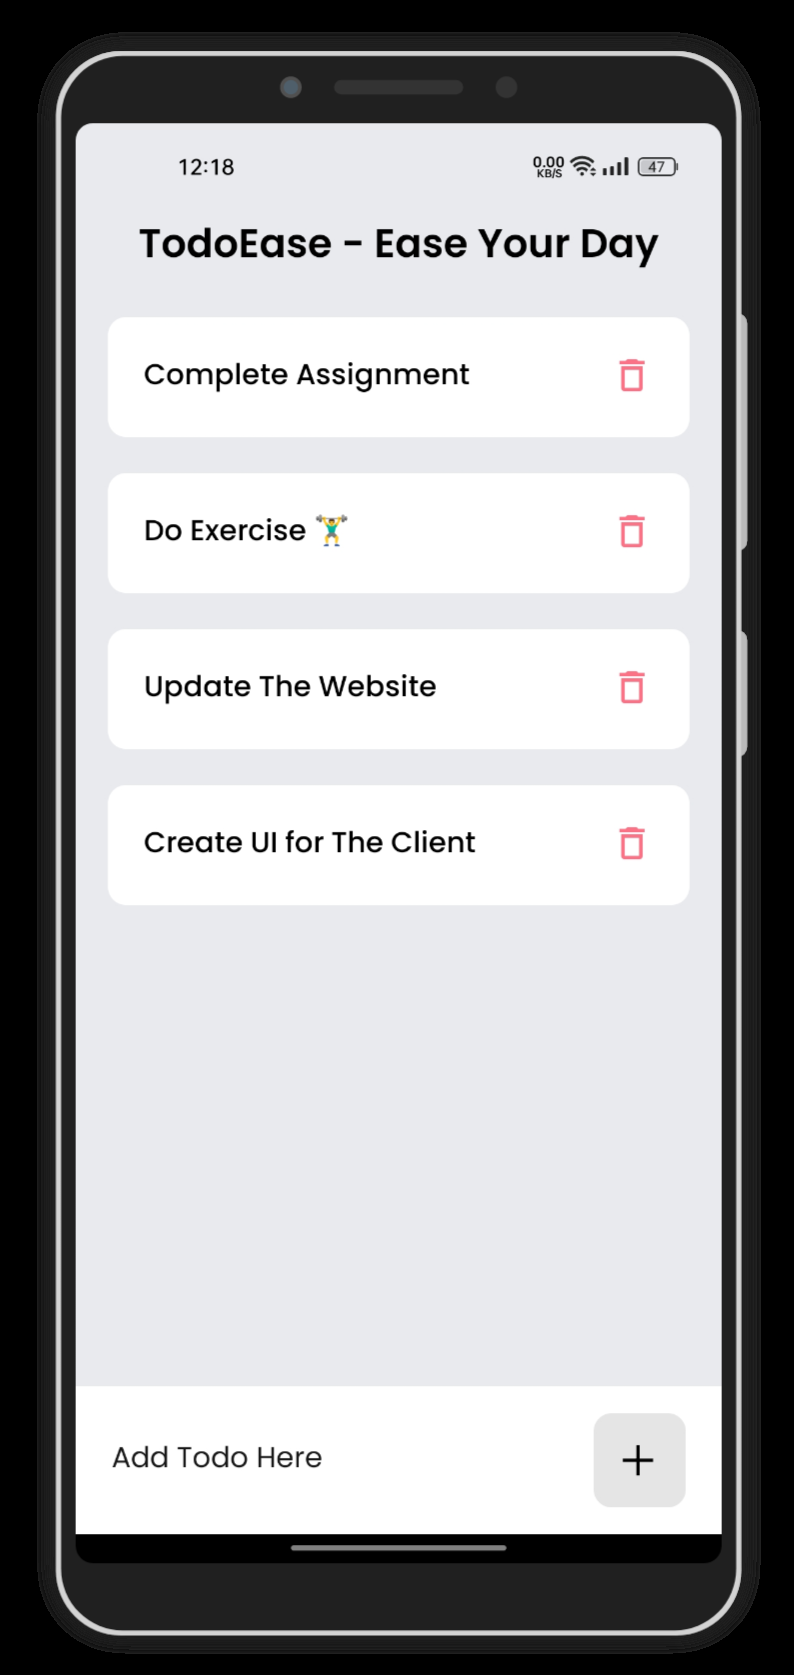 12:18
0.00
KB/S
47
TodoEase - Ease Your Day
Complete Assignment
Do Exercise 🏋️‍♂️
Update The Website
Create UI for The Client
Add Todo Here